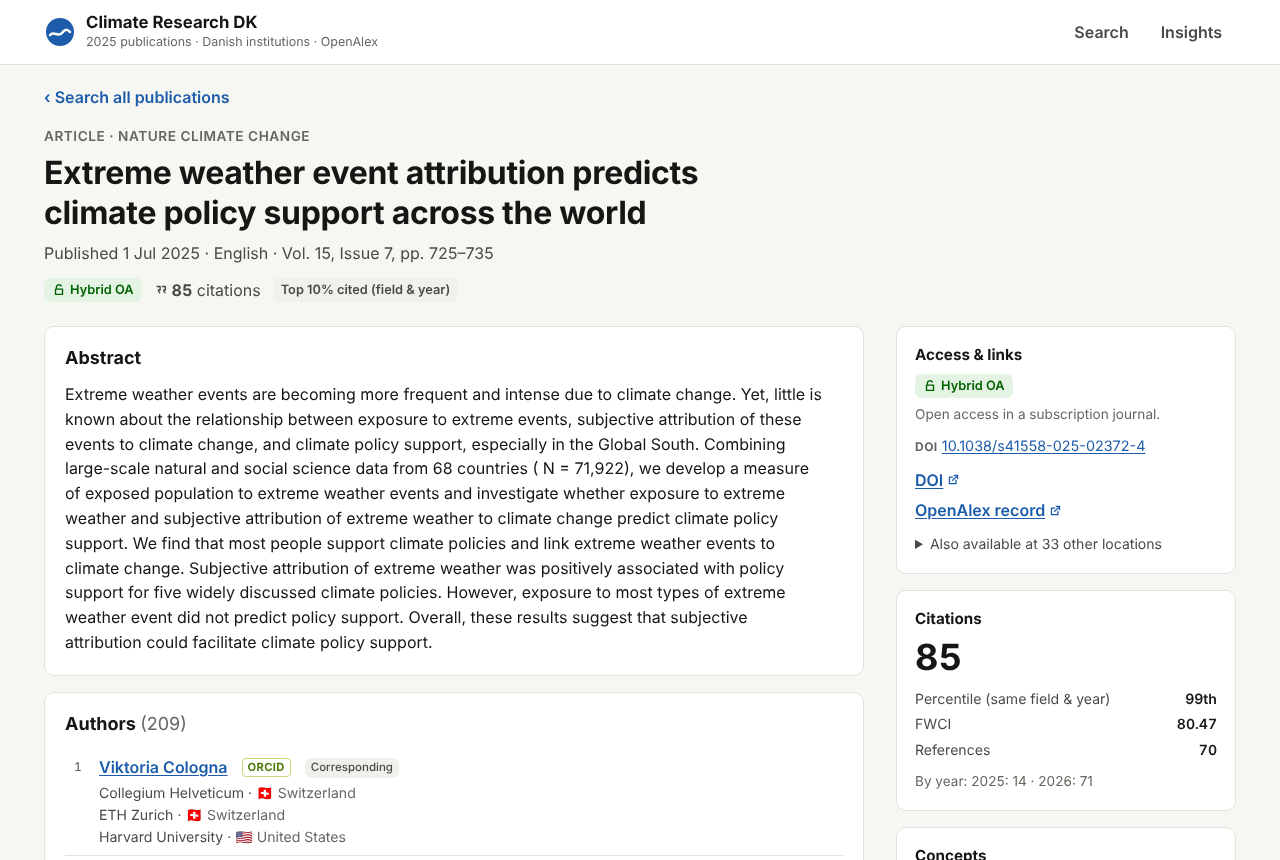 Climate Research DK
2025 publications · Danish institutions · OpenAlex
Search
Insights
‹ Search all publications
ARTICLE · NATURE CLIMATE CHANGE
Extreme weather event attribution predicts
climate policy support across the world
Published 1 Jul 2025 · English · Vol. 15, Issue 7, pp. 725–735
Hybrid OA
85 citations
Top 10% cited (field & year)
Abstract
Extreme weather events are becoming more frequent and intense due to climate change. Yet, little is
known about the relationship between exposure to extreme events, subjective attribution of these
events to climate change, and climate policy support, especially in the Global South. Combining
large-scale natural and social science data from 68 countries ( N = 71,922), we develop a measure
of exposed population to extreme weather events and investigate whether exposure to extreme
weather and subjective attribution of extreme weather to climate change predict climate policy
support. We find that most people support climate policies and link extreme weather events to
climate change. Subjective attribution of extreme weather was positively associated with policy
support for five widely discussed climate policies. However, exposure to most types of extreme
weather event did not predict policy support. Overall, these results suggest that subjective
attribution could facilitate climate policy support.
Authors (209)
1
Viktoria Cologna
ORCID
Corresponding
Collegium Helveticum · 🇨🇭 Switzerland
ETH Zurich · 🇨🇭 Switzerland
Harvard University · 🇺🇸 United States
Access & links
Hybrid OA
Open access in a subscription journal.
DOI 10.1038/s41558-025-02372-4
DOI
OpenAlex record
Also available at 33 other locations
Citations
85
Percentile (same field & year) 99th
FWCI 80.47
References 70
By year: 2025: 14 · 2026: 71
Concepts